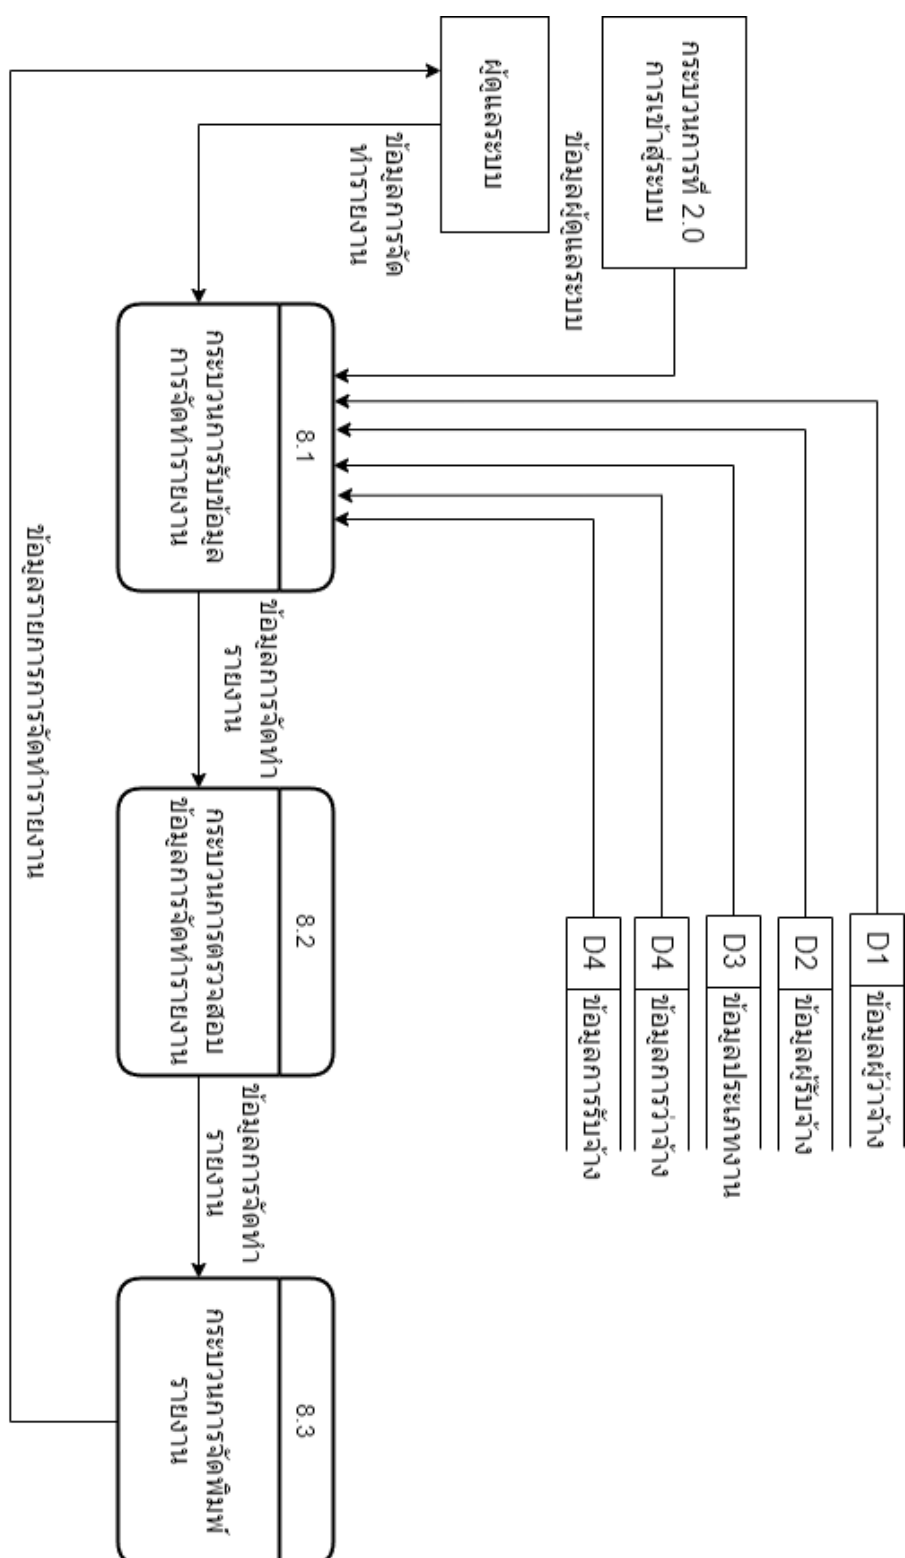 กระบวนการที่ 2.0
การเข้าสู่ระบบ
ข้อมูลผู้ดูแลระบบ
ผู้ดูแลระบบ
ข้อมูลการจัด
ทำรายงาน
D1
ข้อมูลผู้ว่าจ้าง
D2
ข้อมูลผู้รับจ้าง
D3
ข้อมูลประเภทงาน
D4
ข้อมูลการว่าจ้าง
D4
ข้อมูลการรับจ้าง
8.1
กระบวนการรับข้อมูล
การจัดทำรายงาน
ข้อมูลการจัดทำ
รายงาน
8.2
กระบวนการตรวจสอบ
ข้อมูลการจัดทำรายงาน
ข้อมูลการจัดทำ
รายงาน
8.3
กระบวนการจัดพิมพ์
รายงาน
ข้อมูลรายการการจัดทำรายงาน